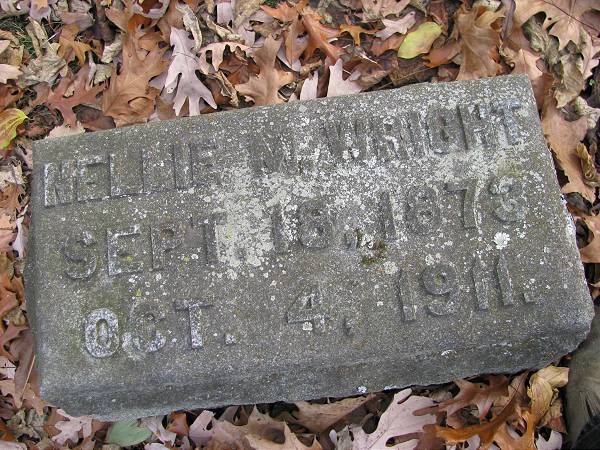 NELLIE M. WRIGHT
SEPT. 18, 1873
OCT. 4, 1911.